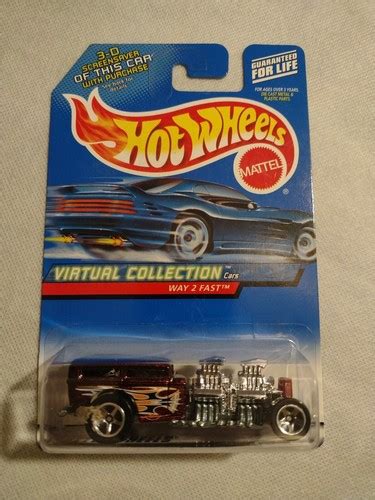 3-D
SCREENSAVER
OF THIS CAR
WITH PURCHASE
GUARANTEED
FOR LIFE
FOR AGES OVER 3 YEARS
DIE CAST METAL &
PLASTIC PARTS.
HOT WHEELS®
MATTEL
VIRTUAL COLLECTION™ Cars
WAY 2 FAST™